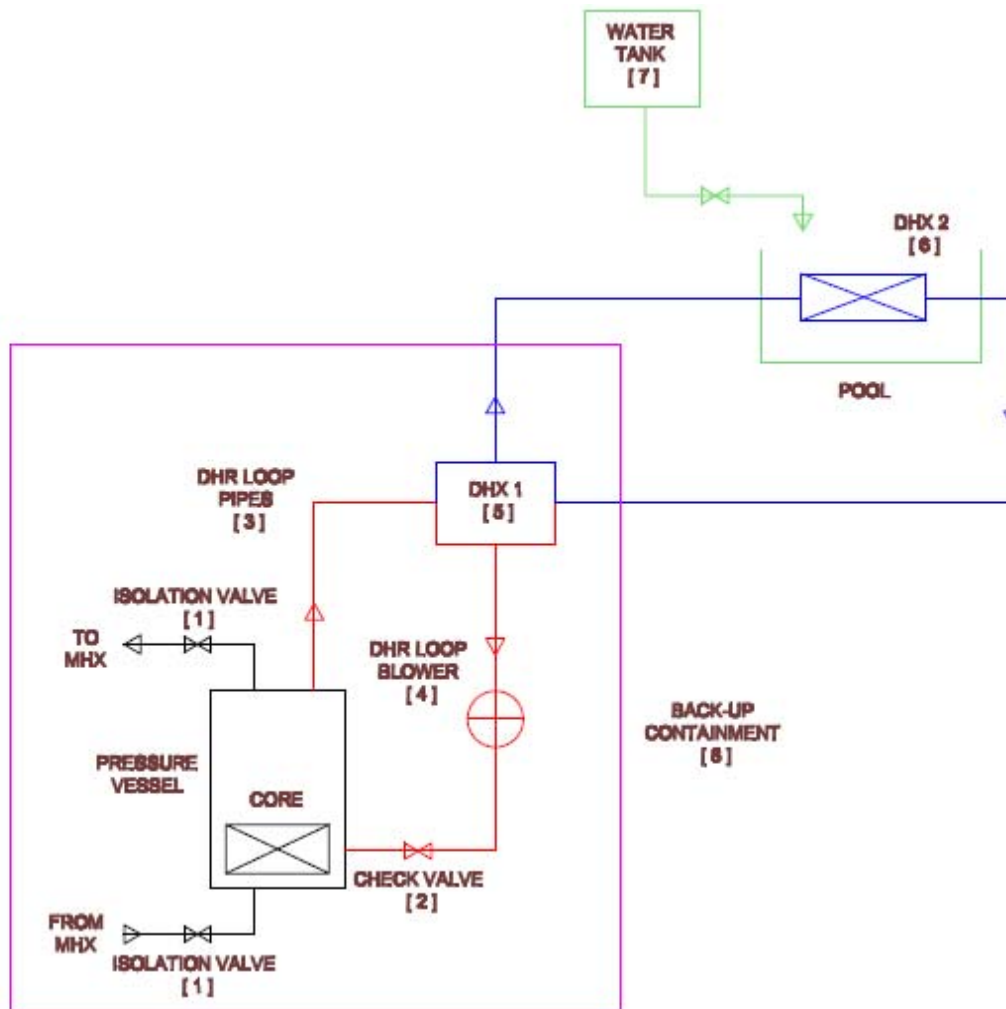 WATER
TANK
[ 7 ]
DHX 2
[ 6 ]
POOL
DHR LOOP
PIPES
[ 3 ]
DHX 1
[ 5 ]
ISOLATION VALVE
[ 1 ]
TO
MHX
DHR LOOP
BLOWER
[ 4 ]
BACK-UP
CONTAINMENT
[ 6 ]
PRESSURE
VESSEL
CORE
CHECK VALVE
[ 2 ]
FROM
MHX
ISOLATION VALVE
[ 1 ]